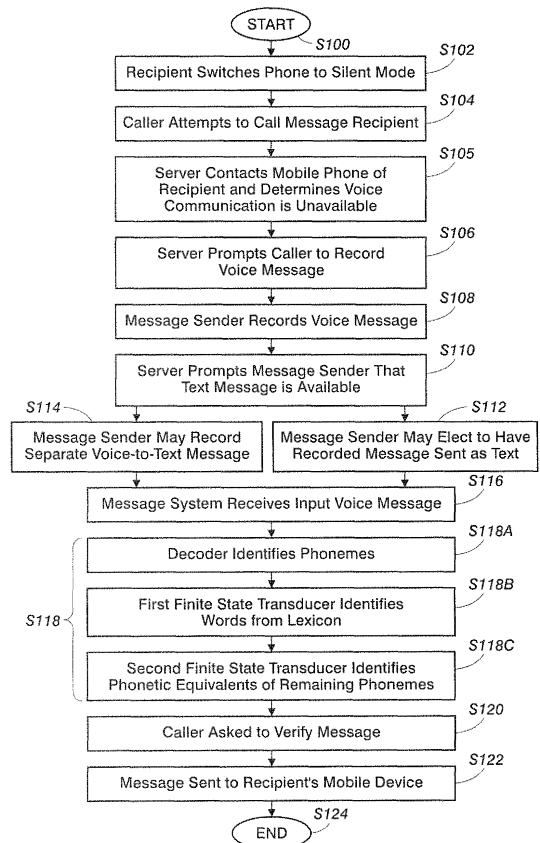 START
S100
S102
Recipient Switches Phone to Silent Mode
S104
Caller Attempts to Call Message Recipient
S105
Server Contacts Mobile Phone of
Recipient and Determines Voice
Communication is Unavailable
S106
Server Prompts Caller to Record
Voice Message
S108
Message Sender Records Voice Message
S110
Server Prompts Message Sender That
Text Message is Available
S114
Message Sender May Record
Separate Voice-to-Text Message
S112
Message Sender May Elect to Have
Recorded Message Sent as Text
S116
Message System Receives Input Voice Message
S118
S118A
Decoder Identifies Phonemes
S118B
First Finite State Transducer Identifies
Words from Lexicon
S118C
Second Finite State Transducer Identifies
Phonetic Equivalents of Remaining Phonemes
S120
Caller Asked to Verify Message
S122
Message Sent to Recipient's Mobile Device
S124
END